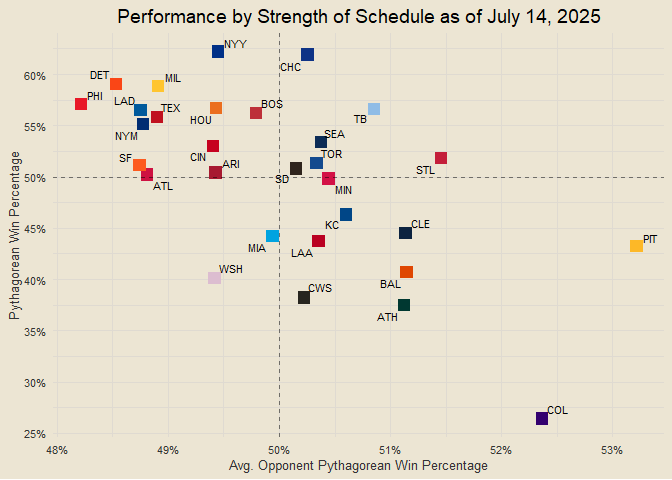 Performance by Strength of Schedule as of July 14, 2025
NYY
CHC
60%
DET
MIL
PHI
LAD
TEX
BOS
HOU
TB
55%
NYM
SEA
CIN
TOR
SF
ARI
STL
50%
SD
ATL
MIN
KC
CLE
45%
MIA
LAA
PIT
WSH
BAL
40%
CWS
ATH
35%
30%
COL
25%
48%
49%
50%
51%
52%
53%
Avg. Opponent Pythagorean Win Percentage
Pythagorean Win Percentage